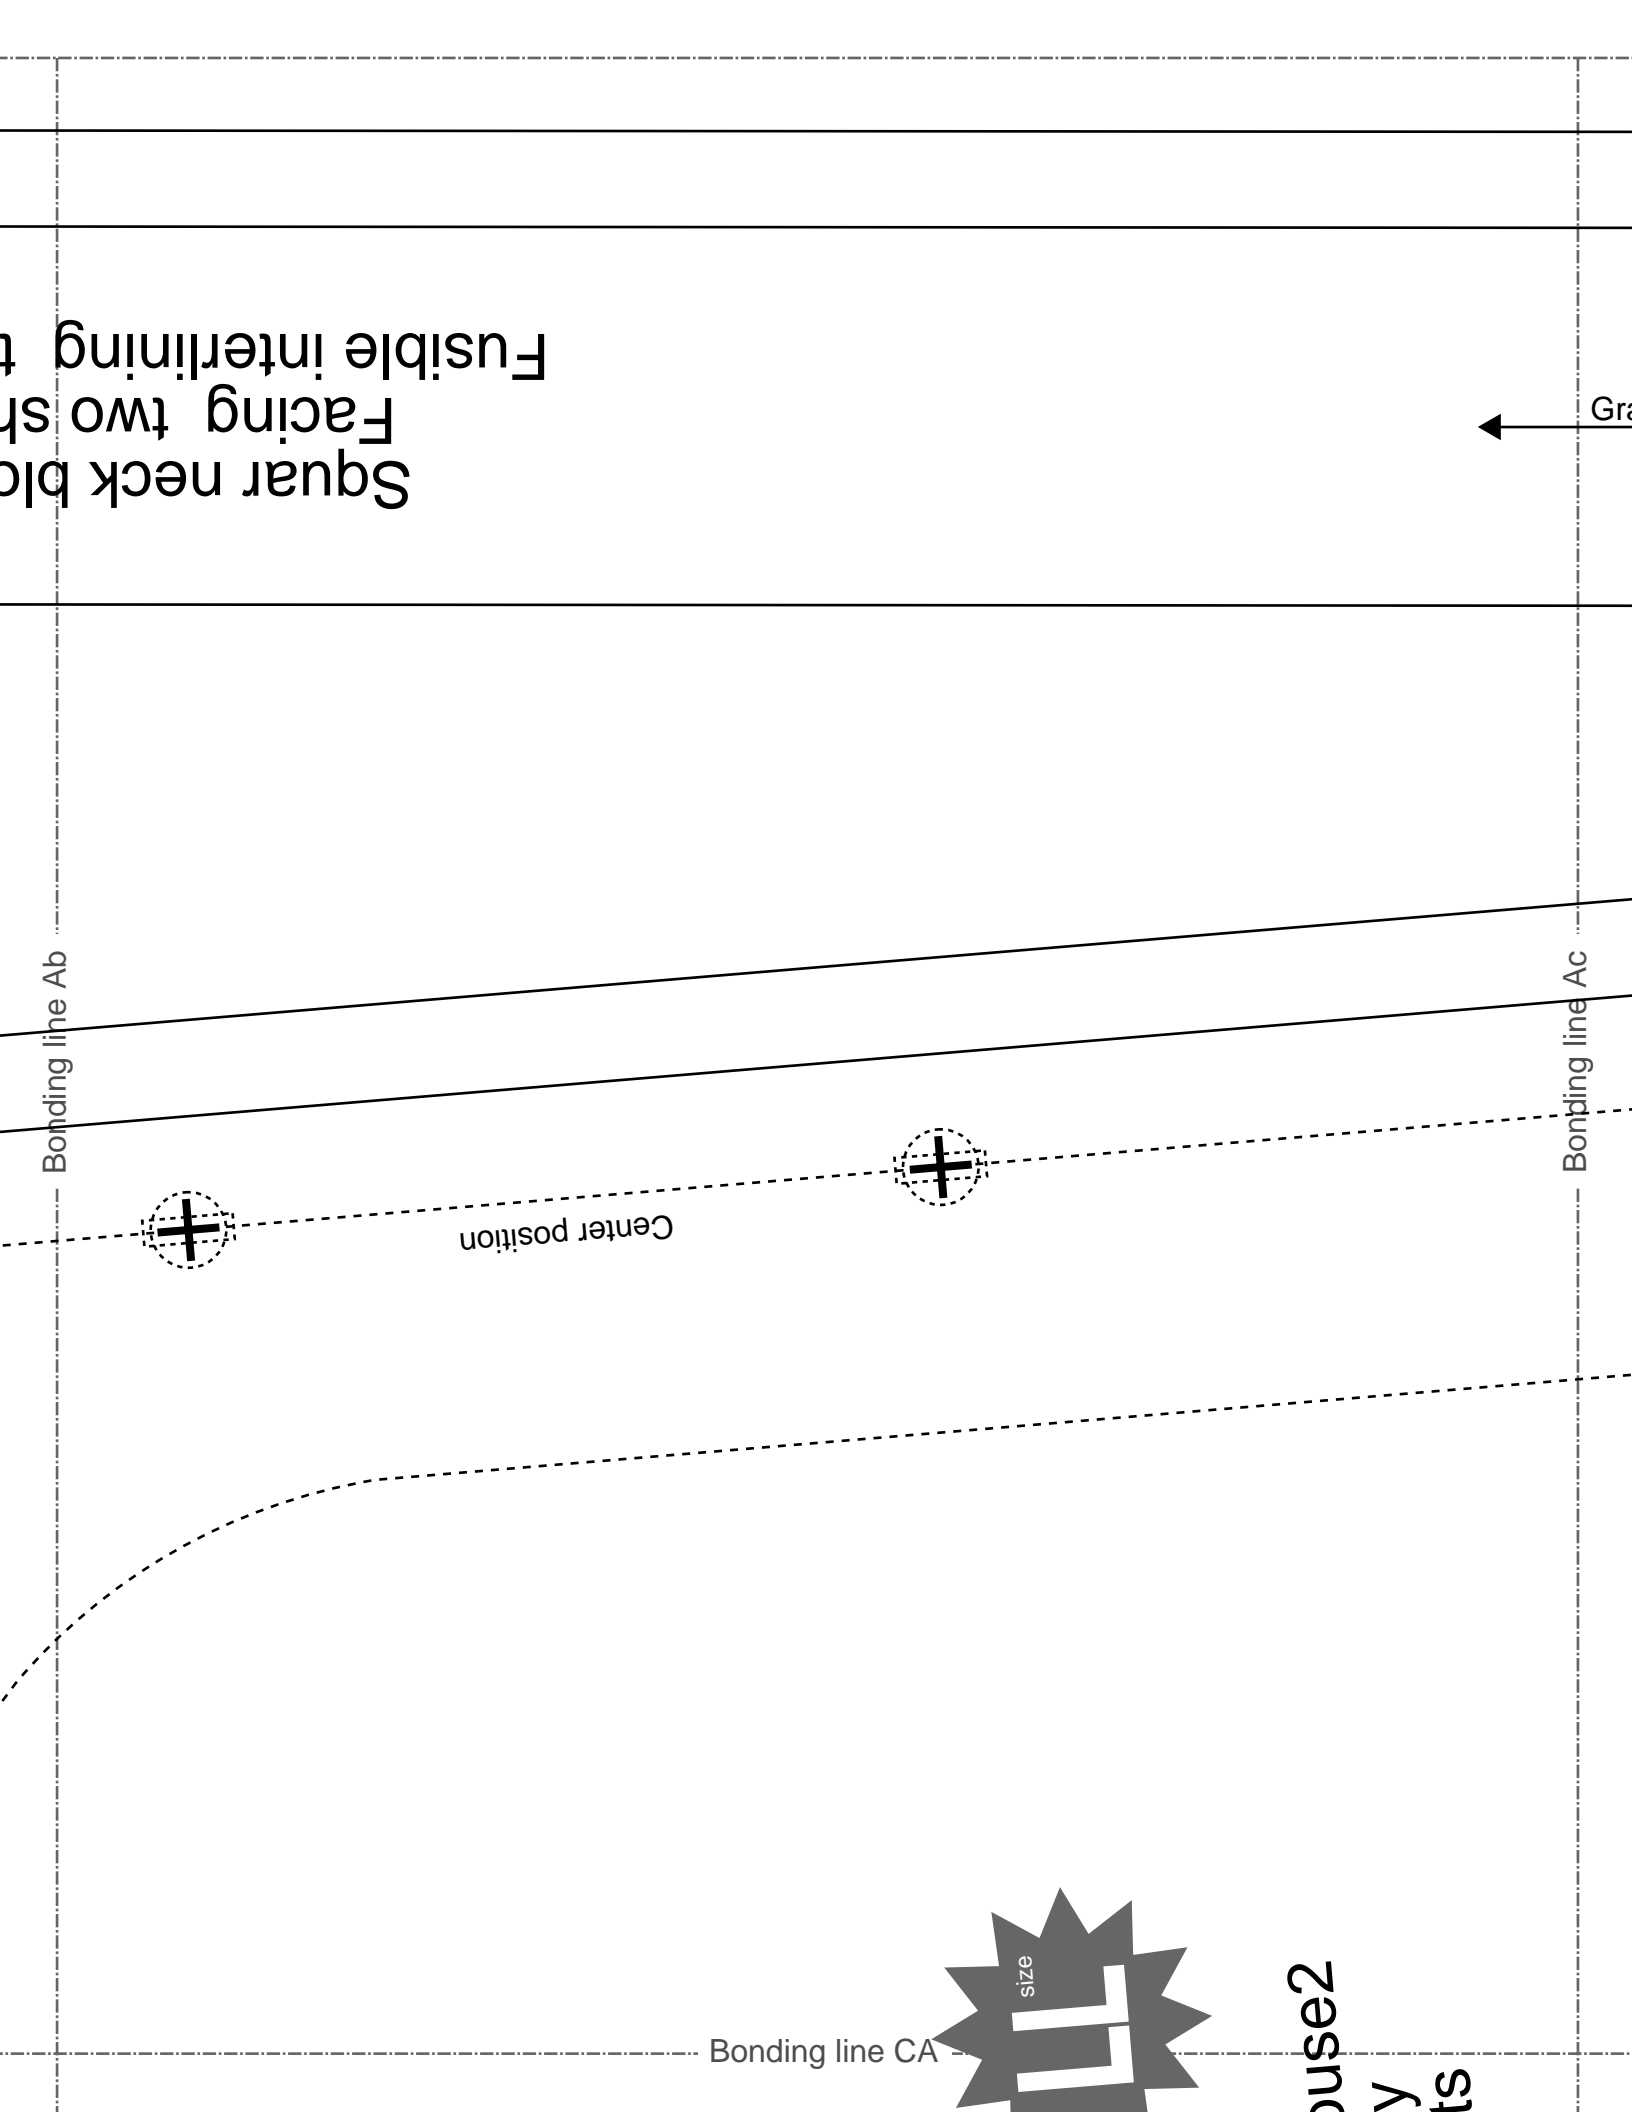 Squar neck blo
Facing two sh
Fusible interlining t
Gra
Bonding line Ab
Bonding line Ac
Center position
size
LL
Bonding line CA
ouse2
y
ts